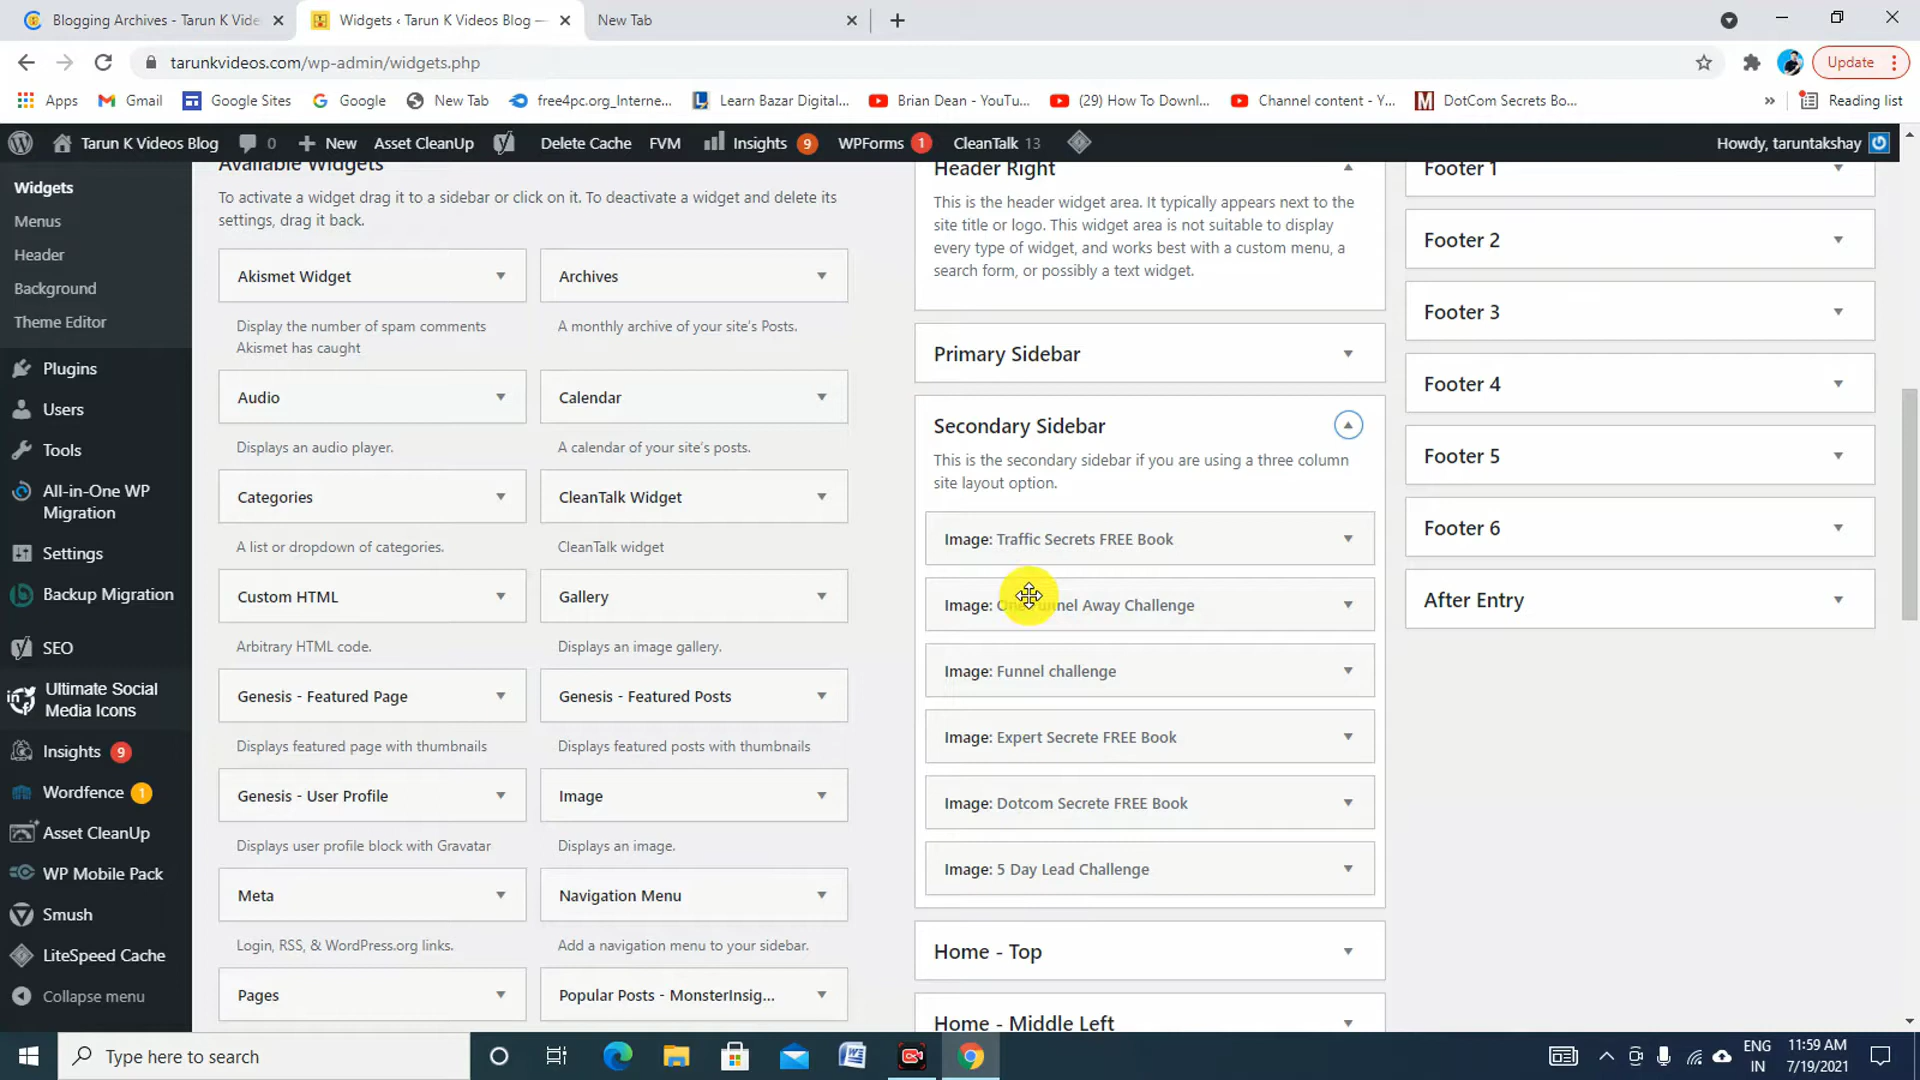 Blogging Archives - Tarun K Vide
Widgets ‹ Tarun K Videos Blog —
New Tab
tarunkvideos.com/wp-admin/widgets.php
Update
Apps
Gmail
Google Sites
Google
New Tab
free4pc.org_Interne...
Learn Bazar Digital...
Brian Dean - YouTu...
(29) How To Downl...
Channel content - Y...
DotCom Secrets Bo...
»
Reading list
Tarun K Videos Blog
0
New
Asset CleanUp
Delete Cache
FVM
Insights 9
WPForms 1
CleanTalk 13
Howdy, taruntakshay
Widgets
Menus
Header
Background
Theme Editor
Plugins
Users
Tools
All-in-One WP
Migration
Settings
Backup Migration
SEO
Ultimate Social
Media Icons
Insights 9
Wordfence 1
Asset CleanUp
WP Mobile Pack
Smush
LiteSpeed Cache
Collapse menu
Available Widgets
To activate a widget drag it to a sidebar or click on it. To deactivate a widget and delete its
settings, drag it back.
Akismet Widget
Display the number of spam comments
Akismet has caught
Archives
A monthly archive of your site's Posts.
Audio
Displays an audio player.
Calendar
A calendar of your site's posts.
Categories
A list or dropdown of categories.
CleanTalk Widget
CleanTalk widget
Custom HTML
Arbitrary HTML code.
Gallery
Displays an image gallery.
Genesis - Featured Page
Displays featured page with thumbnails
Genesis - Featured Posts
Displays featured posts with thumbnails
Genesis - User Profile
Displays user profile block with Gravatar
Image
Displays an image.
Meta
Login, RSS, & WordPress.org links.
Navigation Menu
Add a navigation menu to your sidebar.
Pages
Popular Posts - MonsterInsig...
Header Right
This is the header widget area. It typically appears next to the
site title or logo. This widget area is not suitable to display
every type of widget, and works best with a custom menu, a
search form, or possibly a text widget.
Primary Sidebar
Secondary Sidebar
This is the secondary sidebar if you are using a three column
site layout option.
Image: Traffic Secrets FREE Book
Image: One Funnel Away Challenge
Image: Funnel challenge
Image: Expert Secrete FREE Book
Image: Dotcom Secrete FREE Book
Image: 5 Day Lead Challenge
Home - Top
Home - Middle Left
Footer 1
Footer 2
Footer 3
Footer 4
Footer 5
Footer 6
After Entry
Type here to search
ENG
IN
11:59 AM
7/19/2021